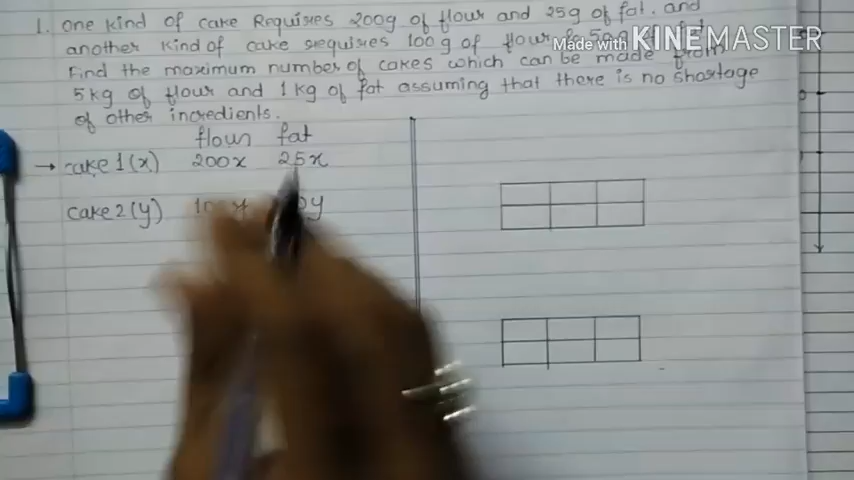 1. One kind of cake Requires 200g of flour and 25g of fat. and
another kind of cake requires 100g of flour & 50g
Made with KINEMASTER
Find the maximum number of cakes which can be made from
5kg of flour and 1kg of fat assuming that there is no shortage
of other ingredients.
flour fat
→ cake 1(x) 200x 25x
cake 2(y) y